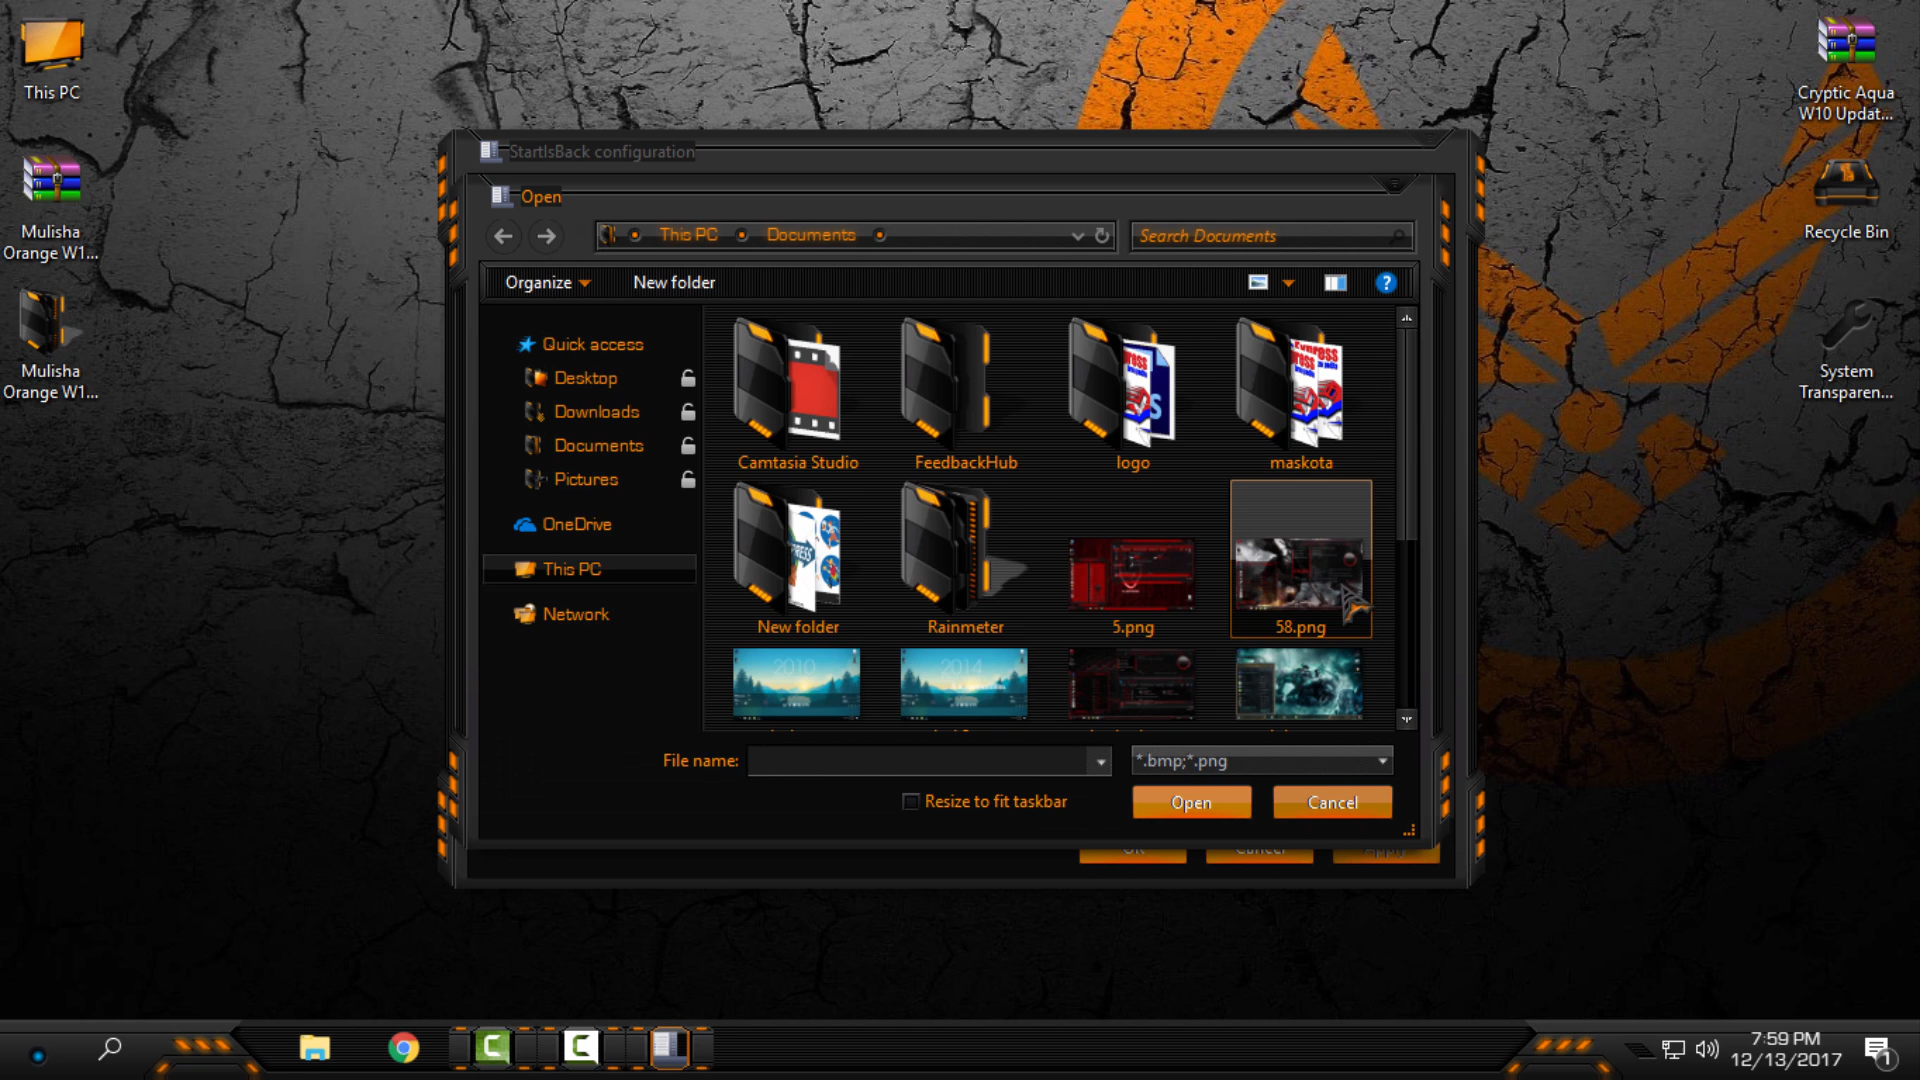 This PC
Mulisha
Orange W1...
Mulisha
Orange W1...
Cryptic Aqua
W10 Updat...
Recycle Bin
System
Transparen...
StartIsBack configuration
Open
This PC
Documents
Search Documents
Organize
New folder
?
Quick access
Desktop
Downloads
Documents
Pictures
OneDrive
This PC
Network
Camtasia Studio
FeedbackHub
logo
maskota
New folder
Rainmeter
5.png
58.png
2010
2014
File name:
*.bmp;*.png
Resize to fit taskbar
Open
Cancel
7:59 PM
12/13/2017
1